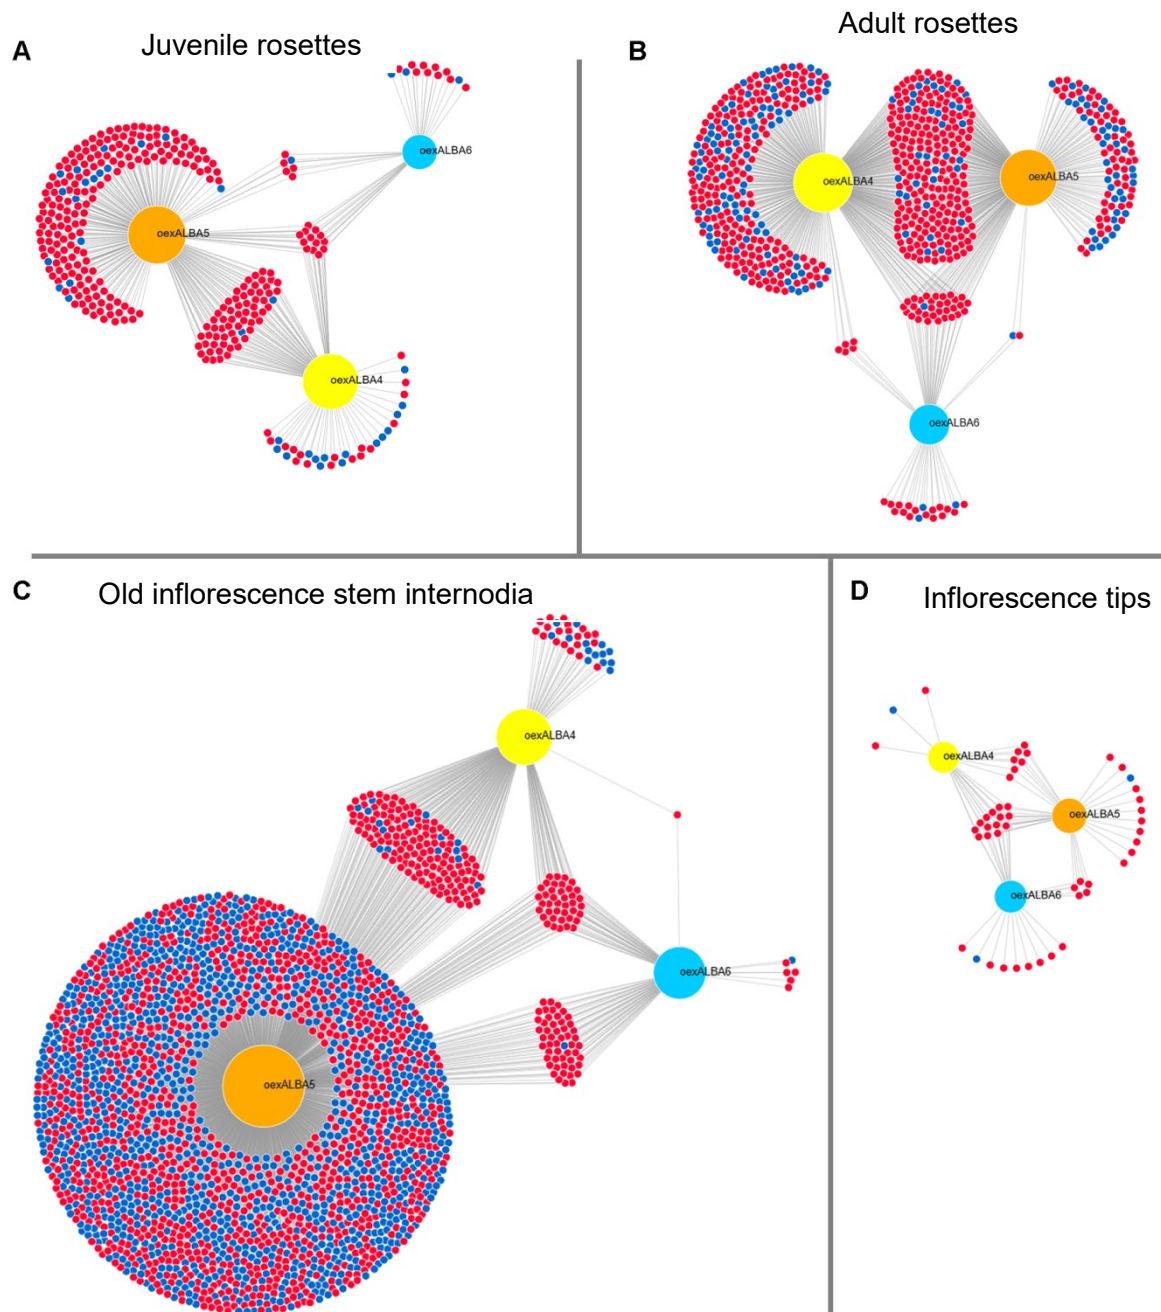 A
Juvenile rosettes
oexALBA6
oexALBA5
oexALBA4
B
Adult rosettes
oexALBA4
oexALBA5
oexALBA6
C
Old inflorescence stem internodia
oexALBA4
oexALBA6
oexALBA5
D
Inflorescence tips
oexALBA4
oexALBA5
oexALBA6